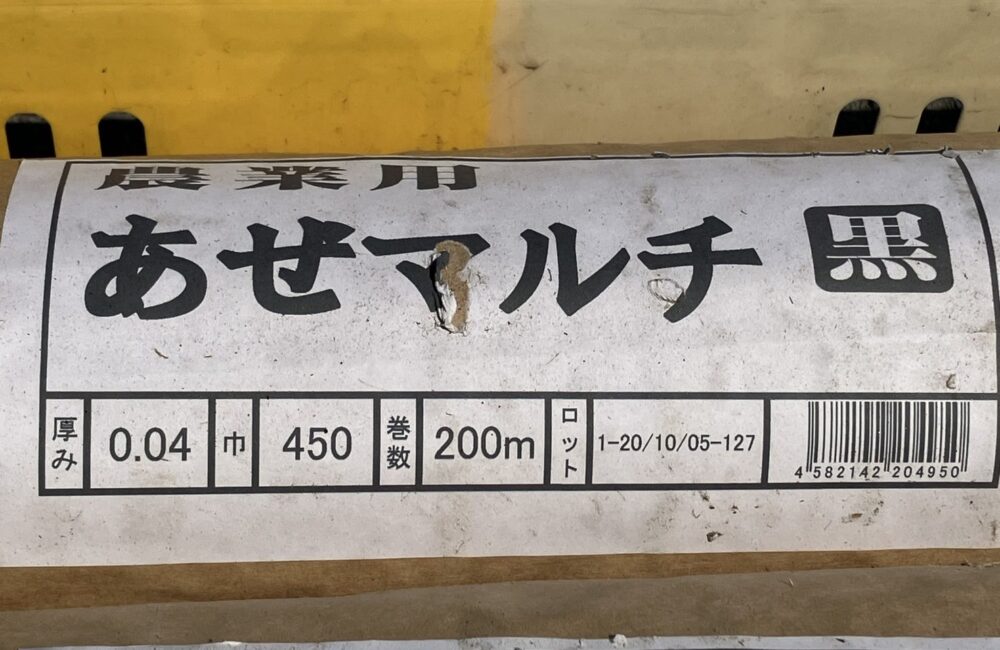 農業用
あぜマルチ 黒
厚み 0.04 巾 450 巻数 200m ロット 1-20/10/05-127
4 582142 204950